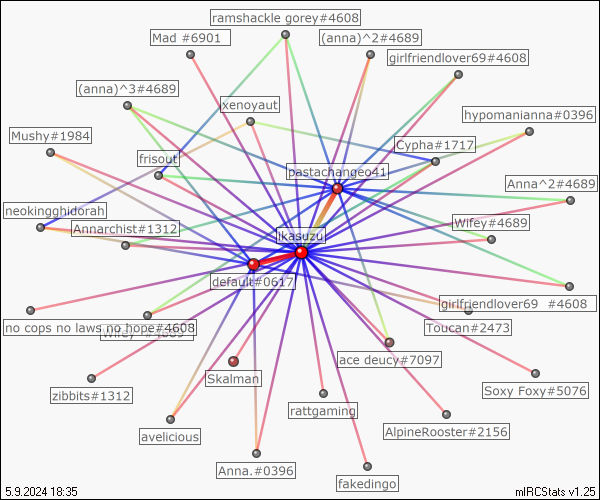 ramshackle gorey#4608
Mad #6901
(anna)^2#4689
girlfriendlover69#4608
(anna)^3#4689
xenoyaut
hypomanianna#0396
Mushy#1984
Cypha#1717
frisout
pastachangeo41
Anna^2#4689
neokingghidorah
Annarchist#1312
Wifey#4689
ikasuzu
default#0617
girlfriendlover69 #4608
no cops no laws no hope#4608
Toucan#2473
ace deucy#7097
Skalman
zibbits#1312
Soxy Foxy#5076
rattgaming
AlpineRooster#2156
avelicious
Anna.#0396
fakedingo
5.9.2024 18:35
mIRCStats v1.25